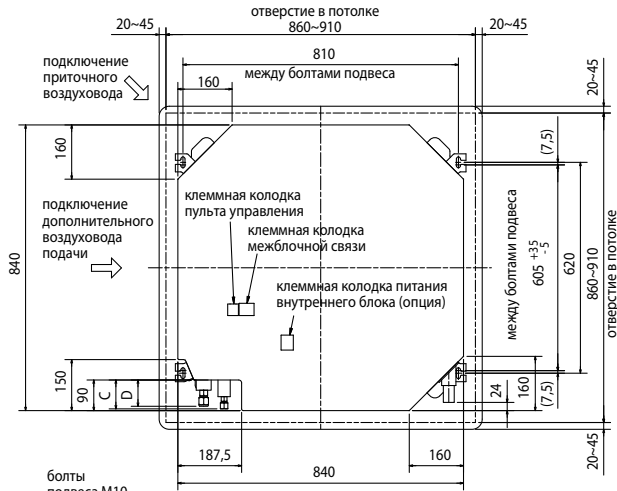 отверстие в потолке
20~45
860~910
20~45
810
между болтами подвеса
160
подключение
приточного
воздуховода
20~45
(7,5)
160
840
подключение
дополнительного
воздуховода
подачи
клеммная колодка
пульта управления
клеммная колодка
межблочной связи
клеммная колодка питания
внутреннего блока (опция)
между болтами подвеса
605 +35 -5
620
860~910
отверстие в потолке
150
90
C
D
24
160
(7,5)
20~45
187,5
160
840
болты
подвеса М10